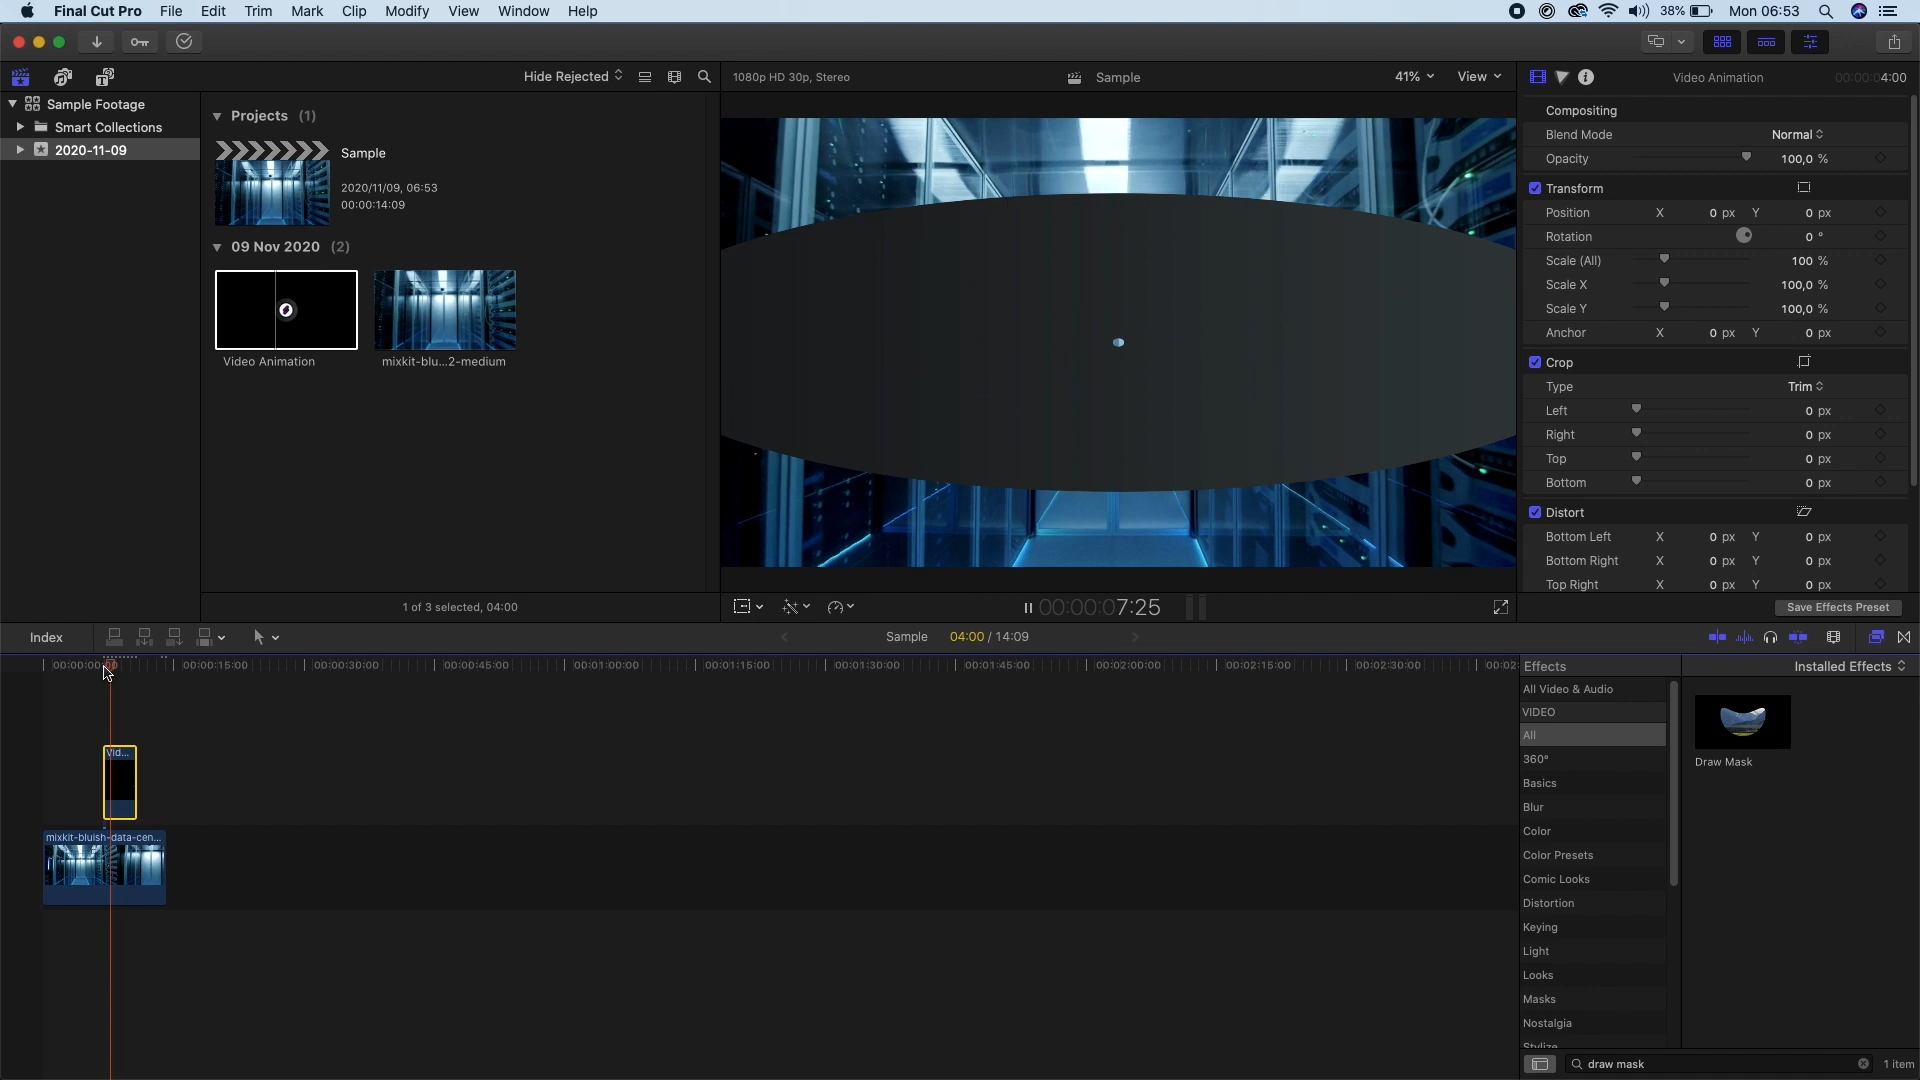 Final Cut Pro File Edit Trim Mark Clip Modify View Window Help
38% Mon 06:53
Hide Rejected
1080p HD 30p, Stereo
Sample
41% View
Video Animation
00:00:04:00
Sample Footage
Smart Collections
2020-11-09
Projects (1)
Sample
2020/11/09, 06:53
00:00:14:09
09 Nov 2020 (2)
Video Animation
mixkit-blu...2-medium
1 of 3 selected, 04:00
00:00:07:25
Compositing
Blend Mode Normal
Opacity 100,0 %
Transform
Position X 0 px Y 0 px
Rotation 0 °
Scale (All) 100 %
Scale X 100,0 %
Scale Y 100,0 %
Anchor X 0 px Y 0 px
Crop
Type Trim
Left 0 px
Right 0 px
Top 0 px
Bottom 0 px
Distort
Bottom Left X 0 px Y 0 px
Bottom Right X 0 px Y 0 px
Top Right X 0 px Y 0 px
Save Effects Preset
Index
Sample 04:00 / 14:09
00:00:15:00 00:00:30:00 00:00:45:00 00:01:00:00 00:01:15:00 00:01:30:00 00:01:45:00 00:02:00:00 00:02:15:00 00:02:30:00 00:02:
Vid...
mixkit-bluish-data-cen...
Effects
Installed Effects
All Video & Audio
VIDEO
All
360°
Basics
Blur
Color
Color Presets
Comic Looks
Distortion
Keying
Light
Looks
Masks
Nostalgia
Stylize
Draw Mask
draw mask
1 item